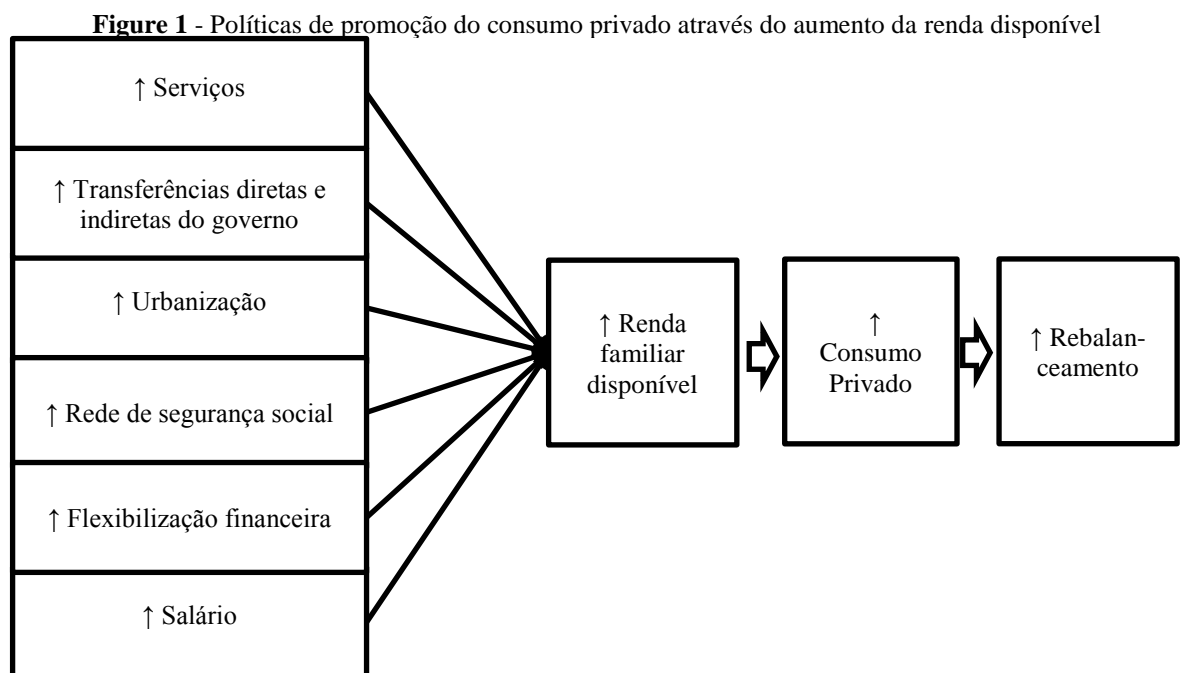 Figure 1 - Políticas de promoção do consumo privado através do aumento da renda disponível
↑ Serviços
↑ Transferências diretas e
indiretas do governo
↑ Urbanização
↑ Rede de segurança social
↑ Flexibilização financeira
↑ Salário
↑ Renda
familiar
disponível
↑
Consumo
Privado
↑ Rebalan-
ceamento